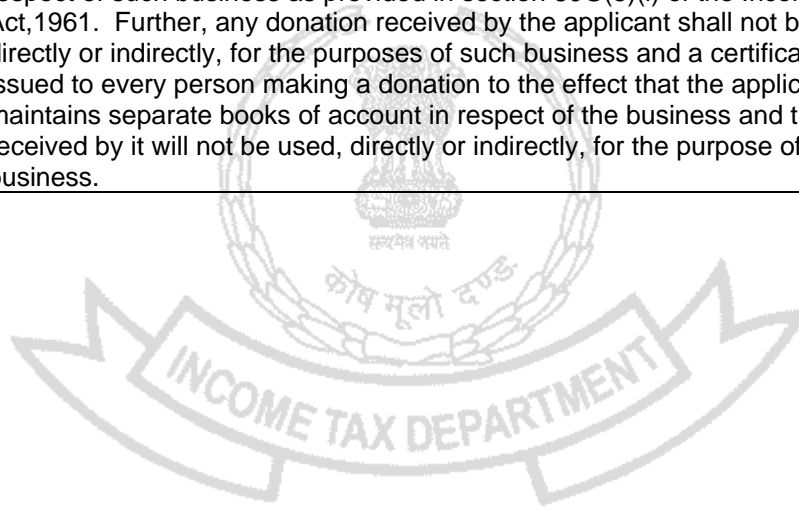 respect of such business as provided in section 80G(5)(i) of the Incom
Act,1961. Further, any donation received by the applicant shall not b
directly or indirectly, for the purposes of such business and a certifica
issued to every person making a donation to the effect that the applic
maintains separate books of account in respect of the business and t
received by it will not be used, directly or indirectly, for the purpose of
business.
सत्यमेव जयते
कोष मूलो दण्ड
INCOME TAX DEPARTMENT